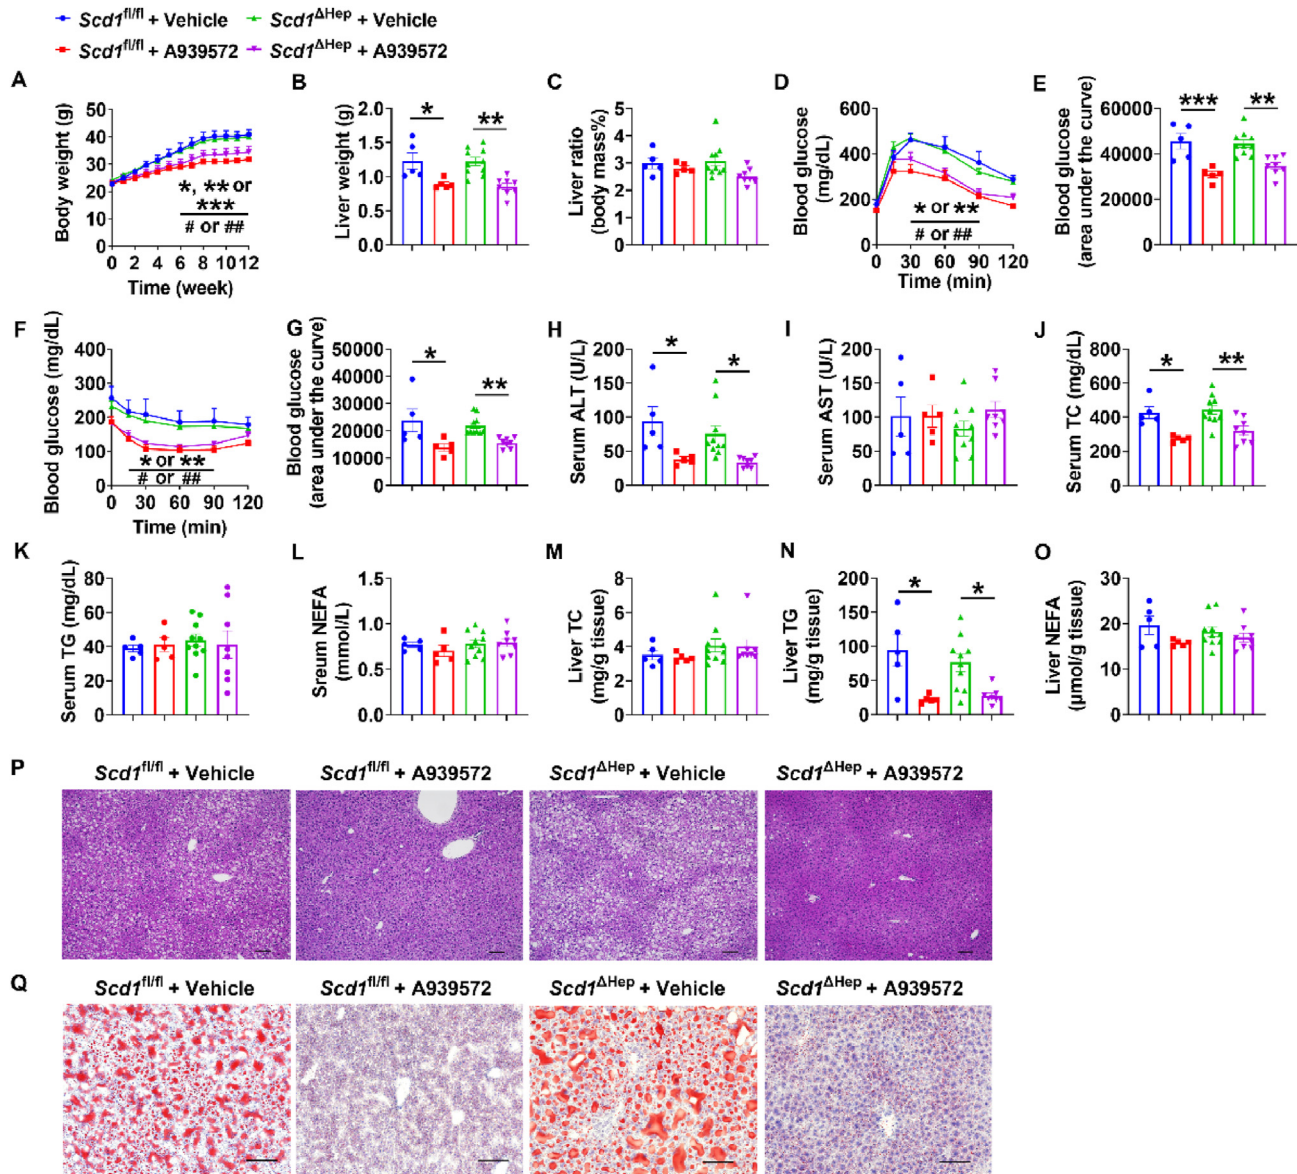 Scd1fl/fl + Vehicle Scd1ΔHep + Vehicle
Scd1fl/fl + A939572 Scd1ΔHep + A939572
A
Body weight (g)
50
40
30
20
10
0
*, ** or
***
# or ##
0 2 4 6 8 10 12
Time (week)
B
Liver weight (g)
2.0
1.5
1.0
0.5
0.0
* **
C
Liver ratio
(body mass%)
5
4
3
2
1
0
D
Blood glucose
(mg/dL)
600
400
200
0
* or **
# or ##
0 30 60 90 120
Time (min)
E
Blood glucose
(area under the curve)
60000
40000
20000
0
*** **
F
Blood glucose (mg/dL)
400
300
200
100
0
* or **
# or ##
0 30 60 90 120
Time (min)
G
Blood glucose
(area under the curve)
50000
40000
30000
20000
10000
0
* **
H
Serum ALT (U/L)
200
150
100
50
0
* *
I
Serum AST (U/L)
200
150
100
50
0
J
Serum TC (mg/dL)
800
600
400
200
0
* **
K
Serum TG (mg/dL)
80
60
40
20
0
L
Sreum NEFA
(mmol/L)
1.5
1.0
0.5
0.0
M
Liver TC
(mg/g tissue)
8
6
4
2
0
N
Liver TG
(mg/g tissue)
200
150
100
50
0
* *
O
Liver NEFA
(µmol/g tissue)
30
20
10
0
P
Scd1fl/fl + Vehicle Scd1fl/fl + A939572 Scd1ΔHep + Vehicle Scd1ΔHep + A939572
Q
Scd1fl/fl + Vehicle Scd1fl/fl + A939572 Scd1ΔHep + Vehicle Scd1ΔHep + A939572